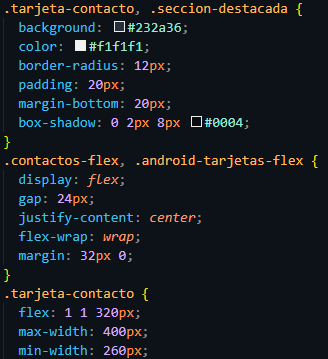 .tarjeta-contacto, .seccion-destacada {
background: #232a36;
color: #f1f1f1;
border-radius: 12px;
padding: 20px;
margin-bottom: 20px;
box-shadow: 0 2px 8px #0004;
}
.contactos-flex, .android-tarjetas-flex {
display: flex;
gap: 24px;
justify-content: center;
flex-wrap: wrap;
margin: 32px 0;
}
.tarjeta-contacto {
flex: 1 1 320px;
max-width: 400px;
min-width: 260px;